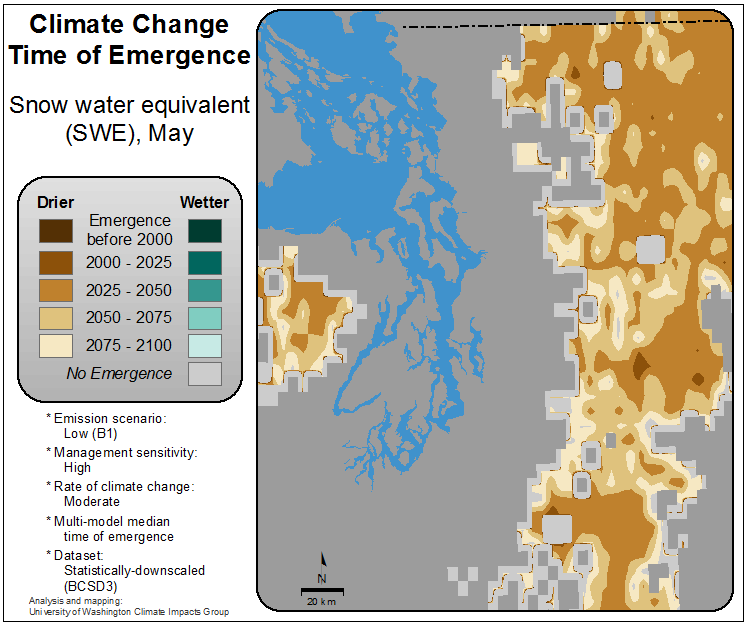 Climate Change
Time of Emergence
Snow water equivalent
(SWE), May
Drier Wetter
Emergence
before 2000
2000 - 2025
2025 - 2050
2050 - 2075
2075 - 2100
No Emergence
* Emission scenario:
Low (B1)
* Management sensitivity:
High
* Rate of climate change:
Moderate
* Multi-model median
time of emergence
* Dataset:
Statistically-downscaled
(BCSD3)
Analysis and mapping:
University of Washington Climate Impacts Group
N
20 km